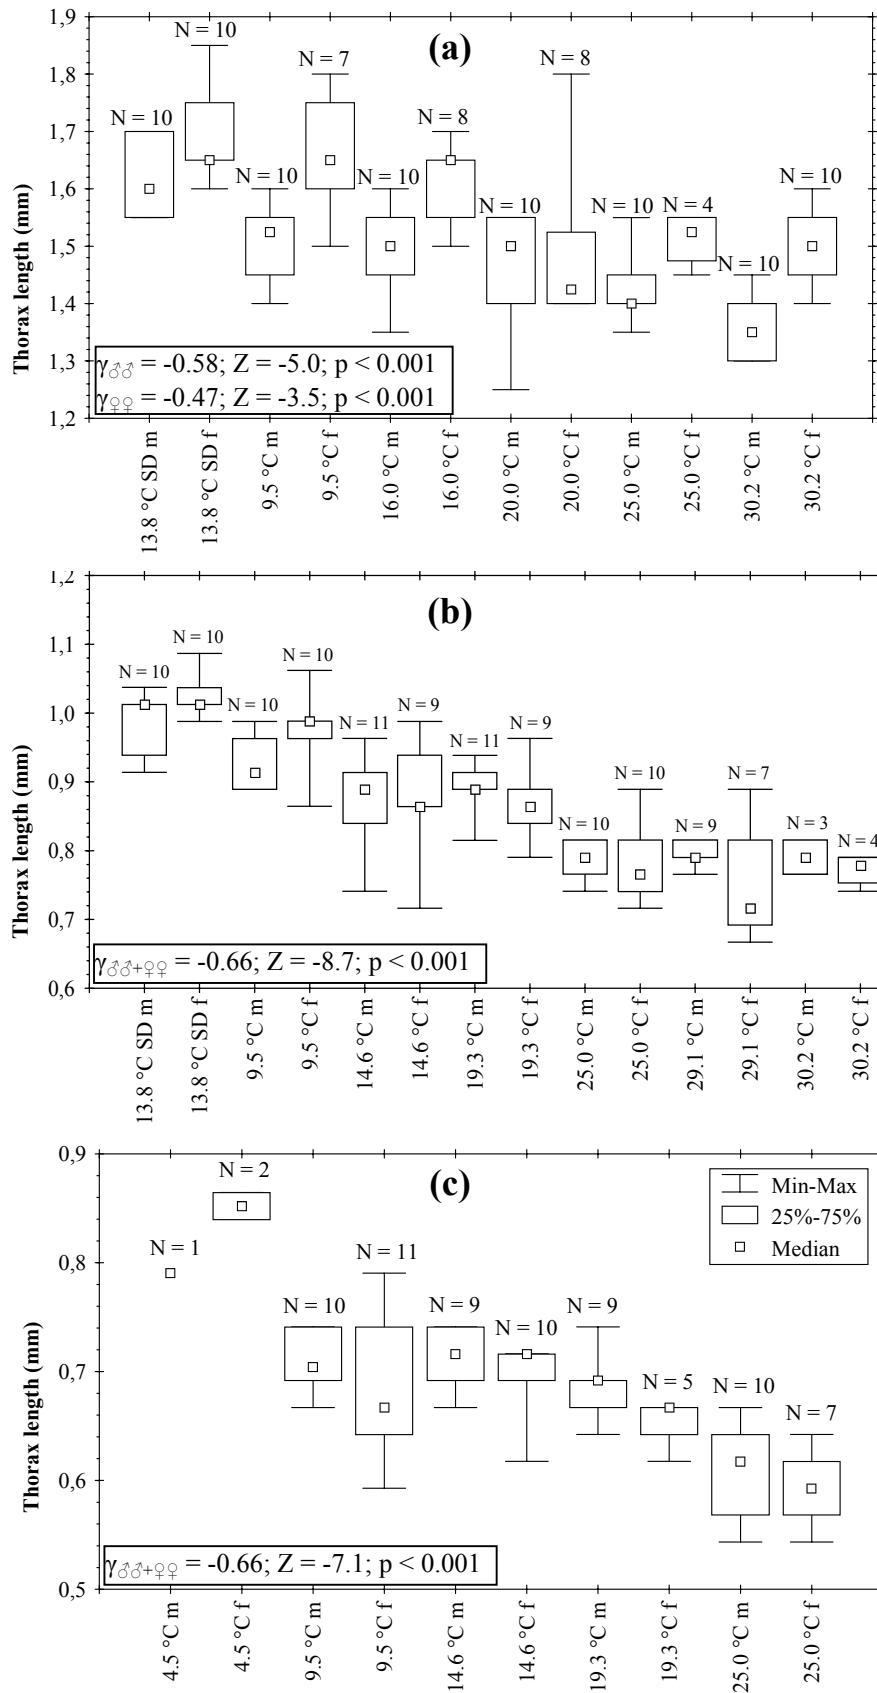 (a)
Thorax length (mm)
1,9
1,8
1,7
1,6
1,5
1,4
1,3
1,2
N = 10
N = 10
N = 10
N = 7
N = 10
N = 8
N = 10
N = 8
N = 10
N = 4
N = 10
N = 10
γ♂♂ = -0.58; Z = -5.0; p < 0.001
γ♀♀ = -0.47; Z = -3.5; p < 0.001
13.8 °C SD m
13.8 °C SD f
9.5 °C m
9.5 °C f
16.0 °C m
16.0 °C f
20.0 °C m
20.0 °C f
25.0 °C m
25.0 °C f
30.2 °C m
30.2 °C f
(b)
Thorax length (mm)
1,2
1,1
1,0
0,9
0,8
0,7
0,6
N = 10
N = 10
N = 10
N = 10
N = 11
N = 9
N = 11
N = 9
N = 10
N = 10
N = 9
N = 7
N = 3
N = 4
γ♂♂+♀♀ = -0.66; Z = -8.7; p < 0.001
13.8 °C SD m
13.8 °C SD f
9.5 °C m
9.5 °C f
14.6 °C m
14.6 °C f
19.3 °C m
19.3 °C f
25.0 °C m
25.0 °C f
29.1 °C m
29.1 °C f
30.2 °C m
30.2 °C f
(c)
Thorax length (mm)
0,9
0,8
0,7
0,6
0,5
N = 1
N = 2
N = 10
N = 11
N = 9
N = 10
N = 9
N = 5
N = 10
N = 7
Min-Max
25%-75%
Median
γ♂♂+♀♀ = -0.66; Z = -7.1; p < 0.001
4.5 °C m
4.5 °C f
9.5 °C m
9.5 °C f
14.6 °C m
14.6 °C f
19.3 °C m
19.3 °C f
25.0 °C m
25.0 °C f